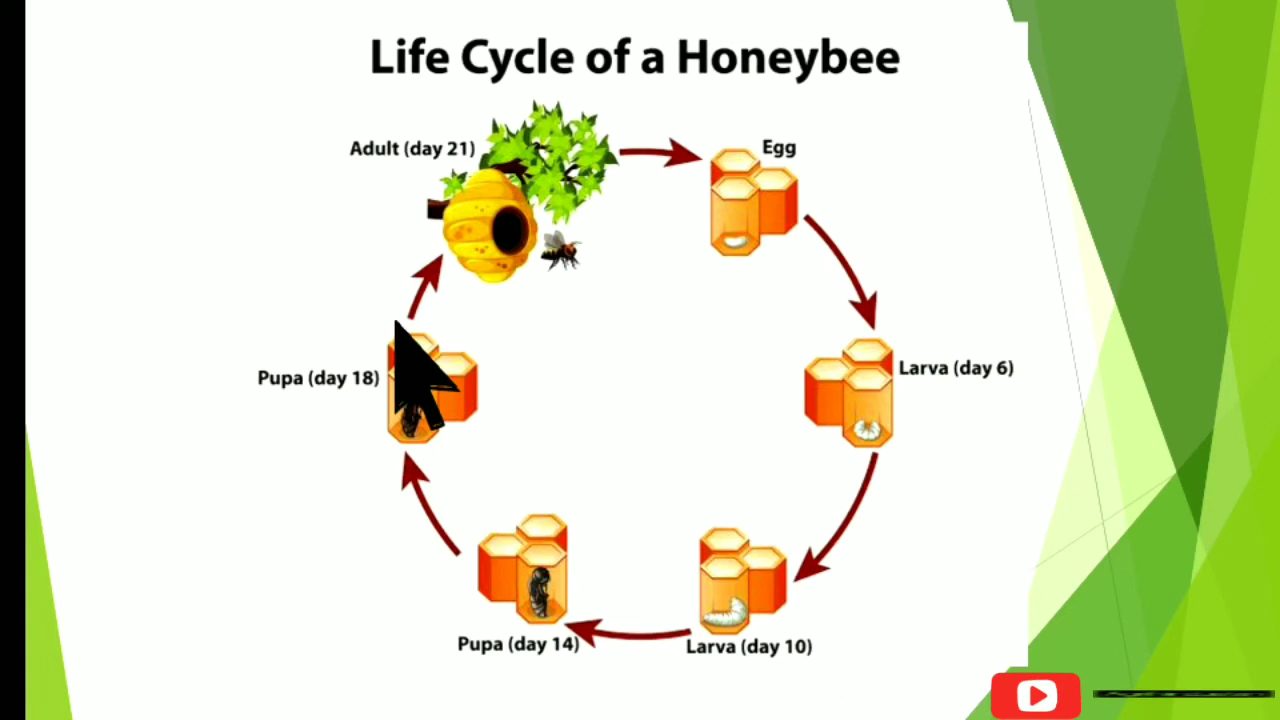 Life Cycle of a Honeybee
Adult (day 21)
Egg
Larva (day 6)
Pupa (day 18)
Pupa (day 14)
Larva (day 10)